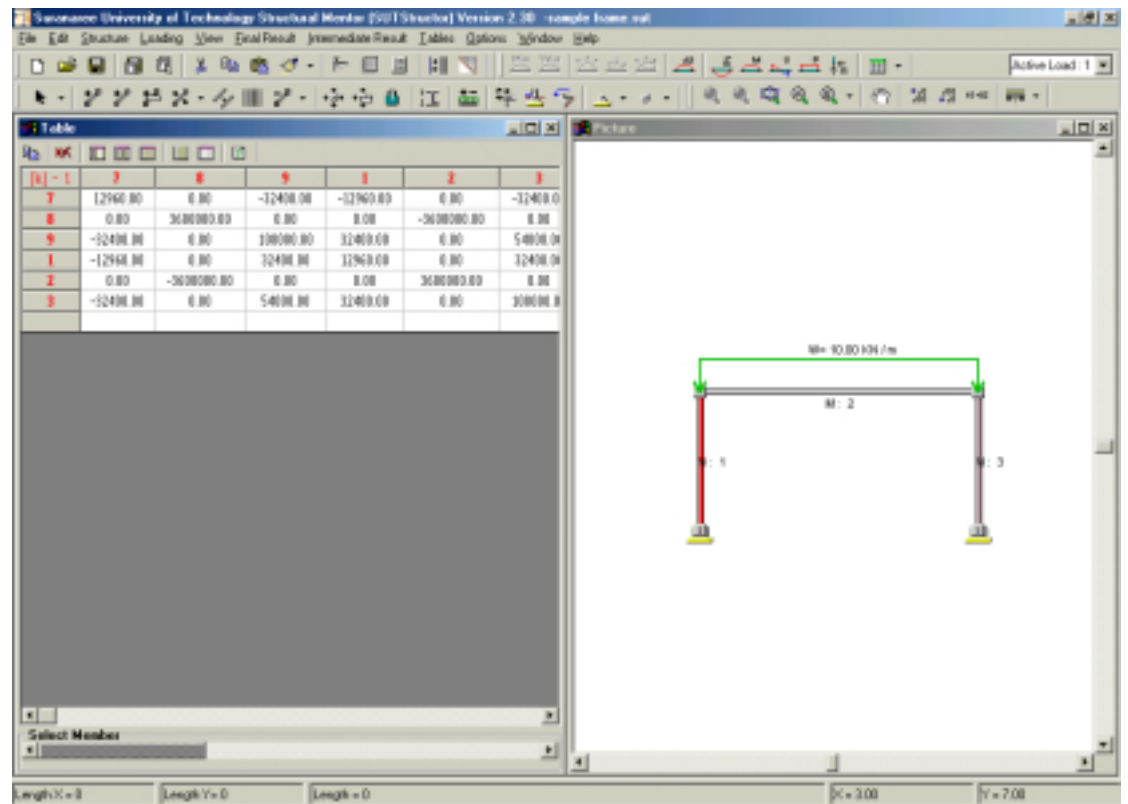 Suranaree University of Technology Structural Mentor (SUTStructor) Version 2.30 -sample frame.sut
File Edit Structure Loading View Final Result Intermediate Result Tables Options Window Help
Active Load : 1
Table
[k] - 1 7 8 9 1 2 3
7 12960.00 0.00 -32400.00 -12960.00 0.00 -32400.0
8 0.00 3600000.00 0.00 0.00 -3600000.00 0.00
9 -32400.00 0.00 108000.00 32400.00 0.00 54000.00
1 -12960.00 0.00 32400.00 12960.00 0.00 32400.00
2 0.00 -3600000.00 0.00 0.00 3600000.00 0.00
3 -32400.00 0.00 54000.00 32400.00 0.00 108000.0
Select Member
Picture
W= 10.00 KN/m
M : 2
M : 1
M : 3
Length X = 0 Length Y= 0 Length = 0 X = 3.00 Y = 7.00